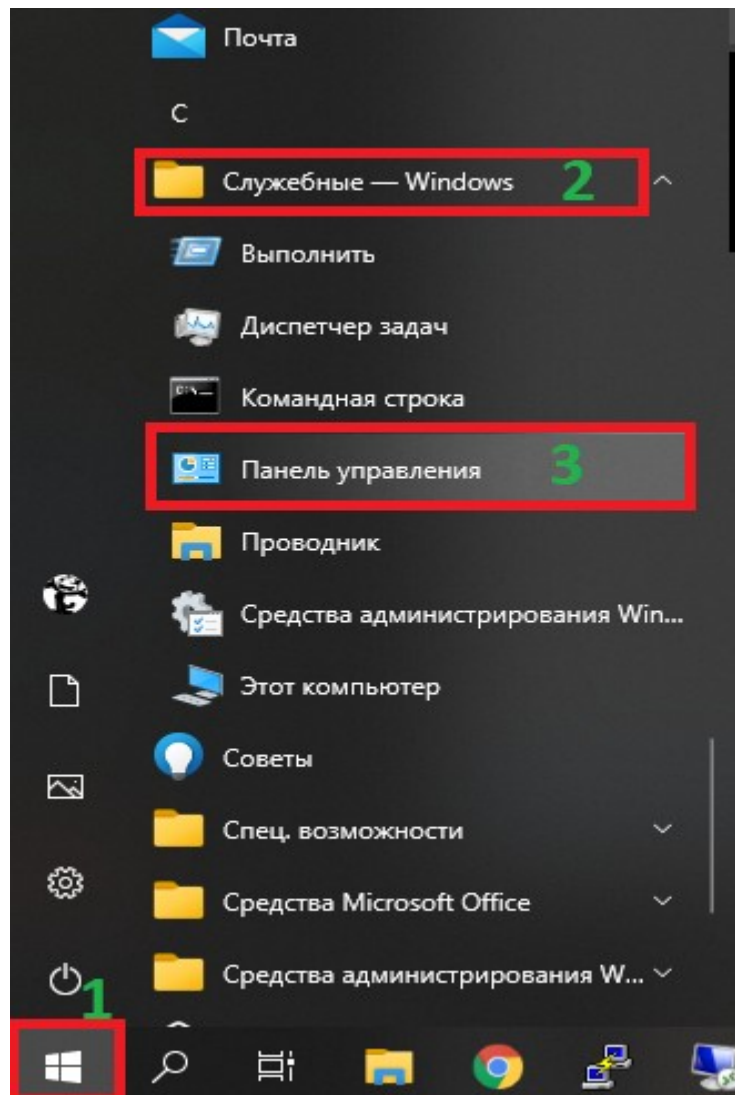 Почта
С
Служебные — Windows 2
Выполнить
Диспетчер задач
Командная строка
Панель управления 3
Проводник
Средства администрирования Win...
Этот компьютер
Советы
Спец. возможности
Средства Microsoft Office
Средства администрирования W...
1